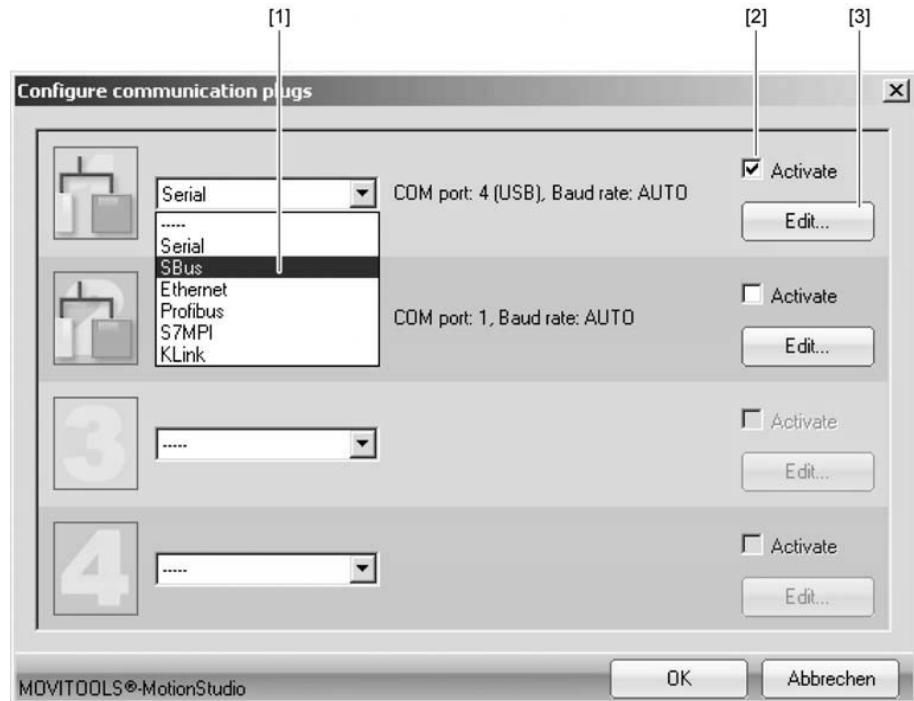 [1] [2] [3]
Configure communication plugs
Serial COM port: 4 (USB), Baud rate: AUTO Activate
Edit...
-----
Serial
SBus
Ethernet
Profibus
S7MPI
KLink
COM port: 1, Baud rate: AUTO Activate
Edit...
3 ----- Activate
Edit...
4 ----- Activate
Edit...
MOVITOOLS®-MotionStudio OK Abbrechen